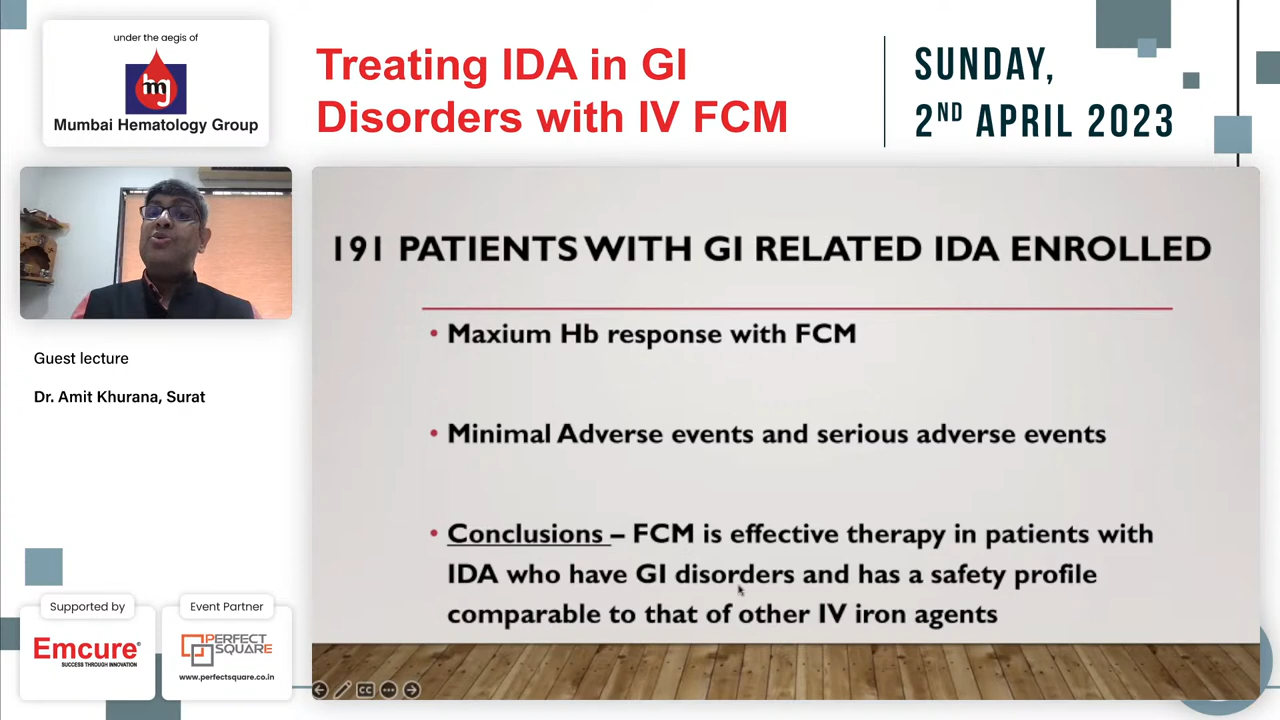 under the aegis of
mhg
Mumbai Hematology Group
Treating IDA in GI
Disorders with IV FCM
SUNDAY,
2ND APRIL 2023
Guest lecture
Dr. Amit Khurana, Surat
191 PATIENTS WITH GI RELATED IDA ENROLLED
• Maxium Hb response with FCM
• Minimal Adverse events and serious adverse events
• Conclusions – FCM is effective therapy in patients with
IDA who have GI disorders and has a safety profile
comparable to that of other IV iron agents
Supported by
Emcure®
SUCCESS THROUGH INNOVATION
Event Partner
PERFECT
SQUARE
www.perfectsquare.co.in
CC